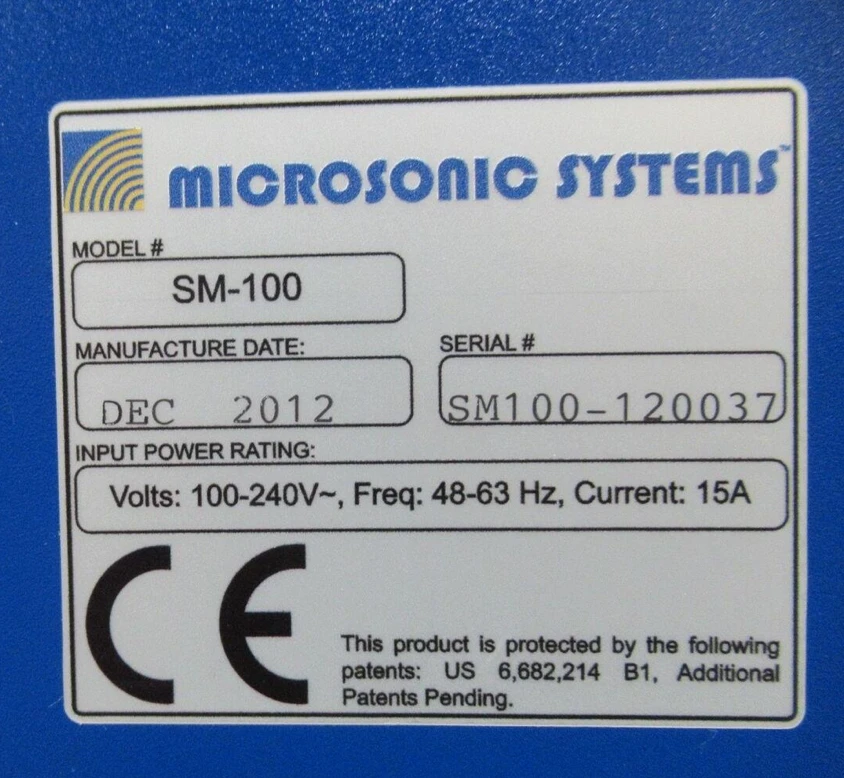 MICROSONIC SYSTEMS™
MODEL #
SM-100
MANUFACTURE DATE:
SERIAL #
DEC 2012
SM100-120037
INPUT POWER RATING:
Volts: 100-240V~, Freq: 48-63 Hz, Current: 15A
CE
This product is protected by the following
patents: US 6,682,214 B1, Additional
Patents Pending.